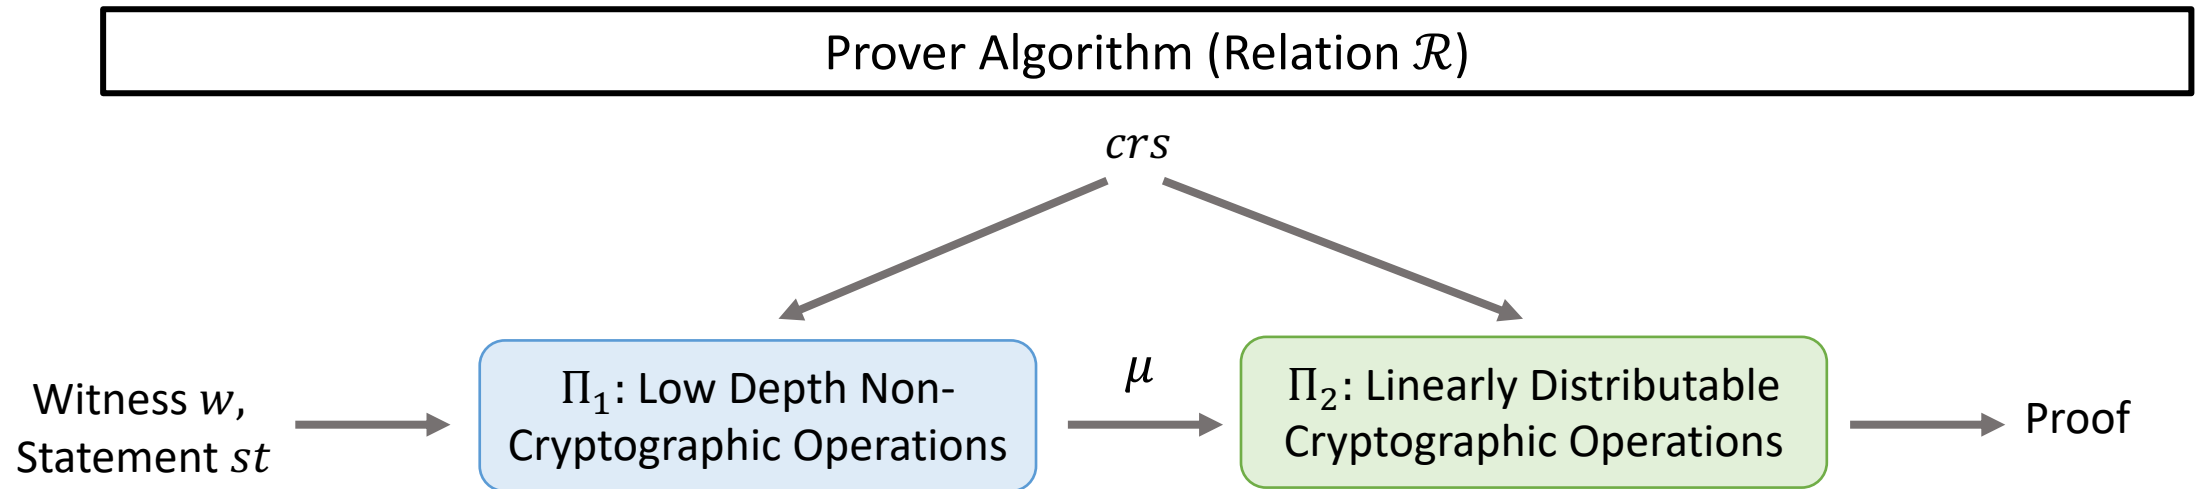 Prover Algorithm (Relation ℛ)
crs
Witness w,
Statement st
Π₁: Low Depth Non-
Cryptographic Operations
μ
Π₂: Linearly Distributable
Cryptographic Operations
Proof